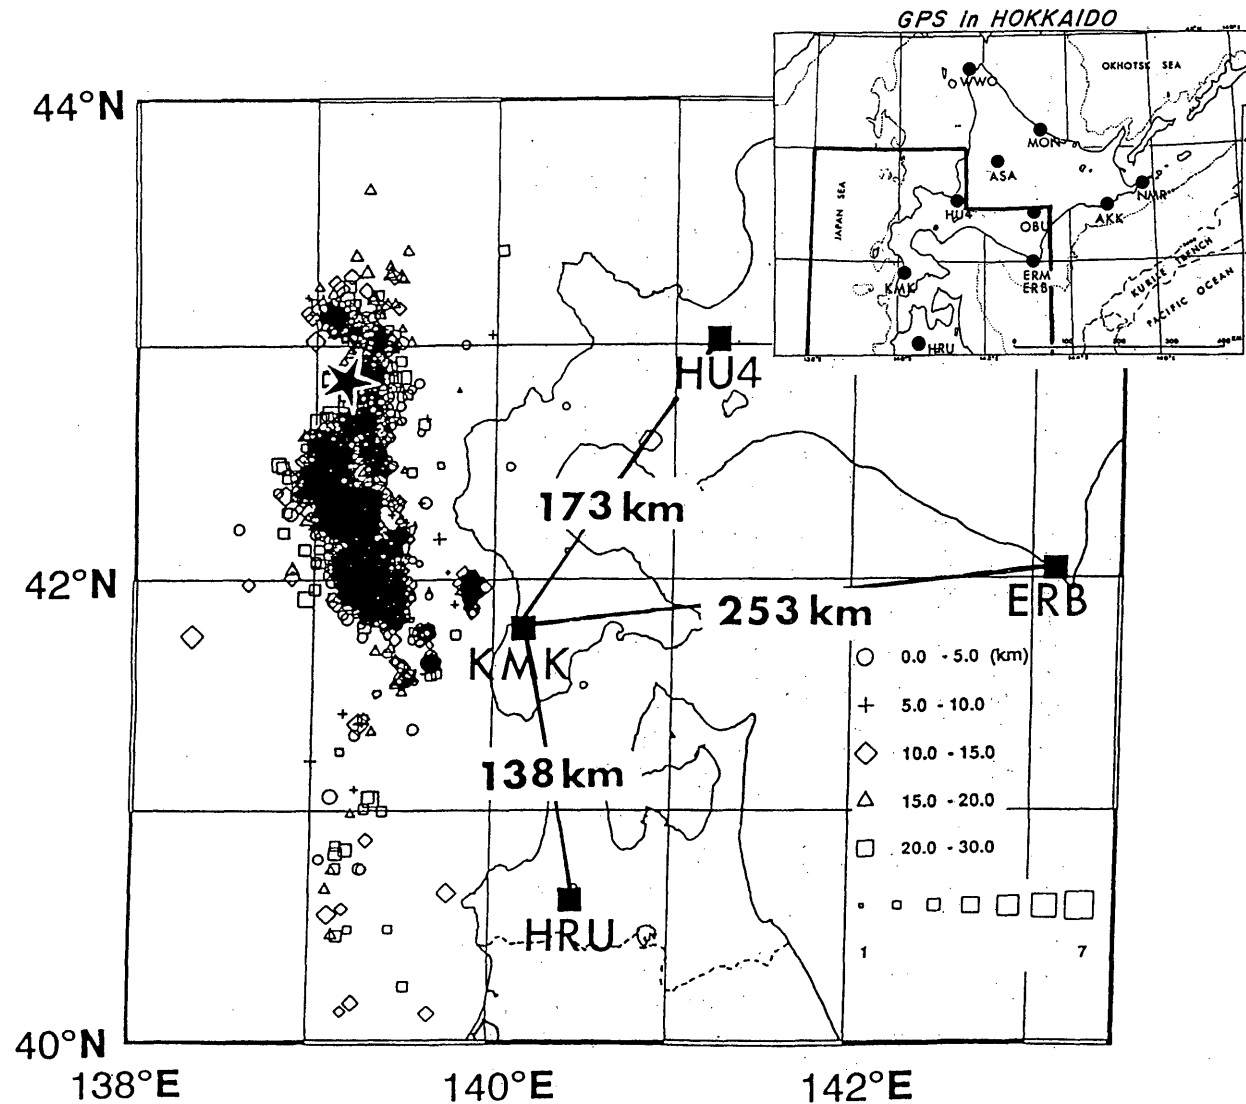 GPS in HOKKAIDO
OKHOTSK SEA
WWO
MON
ASA
JAPAN SEA
NMR
HU4
OBU
AKK
KMK
ERM
ERB
KURILE TRENCH
PACIFIC OCEAN
HRU
44°N
HU4
173 km
42°N
ERB
253 km
KMK
0.0 - 5.0 (km)
5.0 - 10.0
138 km
10.0 - 15.0
15.0 - 20.0
20.0 - 30.0
HRU
1 7
40°N
138°E 140°E 142°E